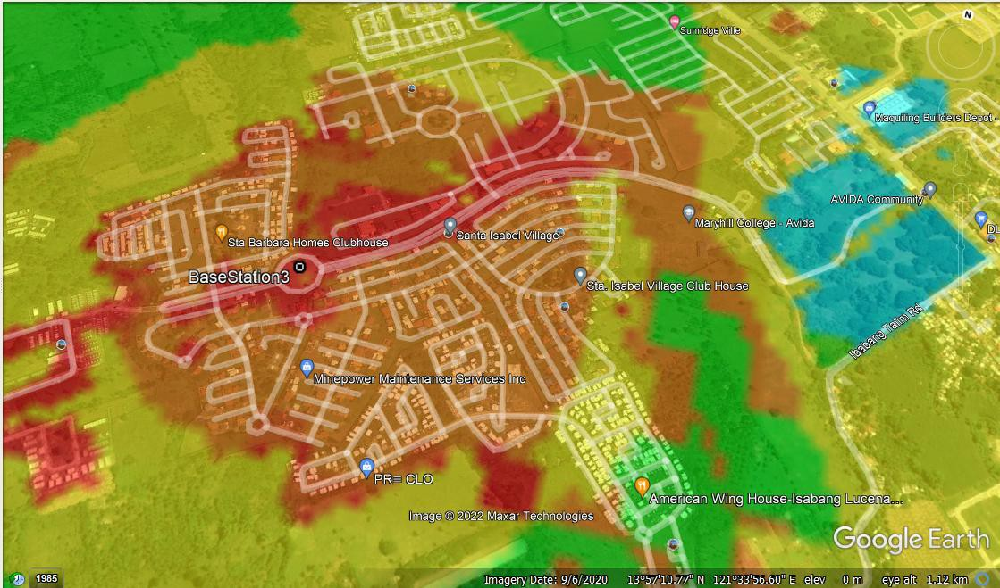 N
Sunridge Ville
Maquiling Builders Depot
AVIDA Community
Maryhill College - Avida
DL
Santa Isabel Village
Sta Barbara Homes Clubhouse
BaseStation3
Sta. Isabel Village Club House
Ibabang Talim Rd
Minepower Maintenance Services Inc
PR≡ CLO
American Wing House-Isabang Lucena...
Image © 2022 Maxar Technologies
Google Earth
1985
Imagery Date: 9/6/2020 13°57'10.77" N 121°33'56.60" E elev 0 m eye alt 1.12 km